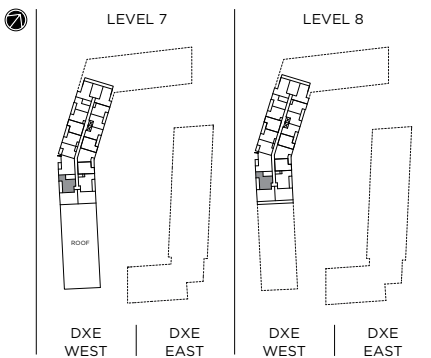 LEVEL 7
LEVEL 8
ROOF
DXE
WEST
DXE
EAST
DXE
WEST
DXE
EAST